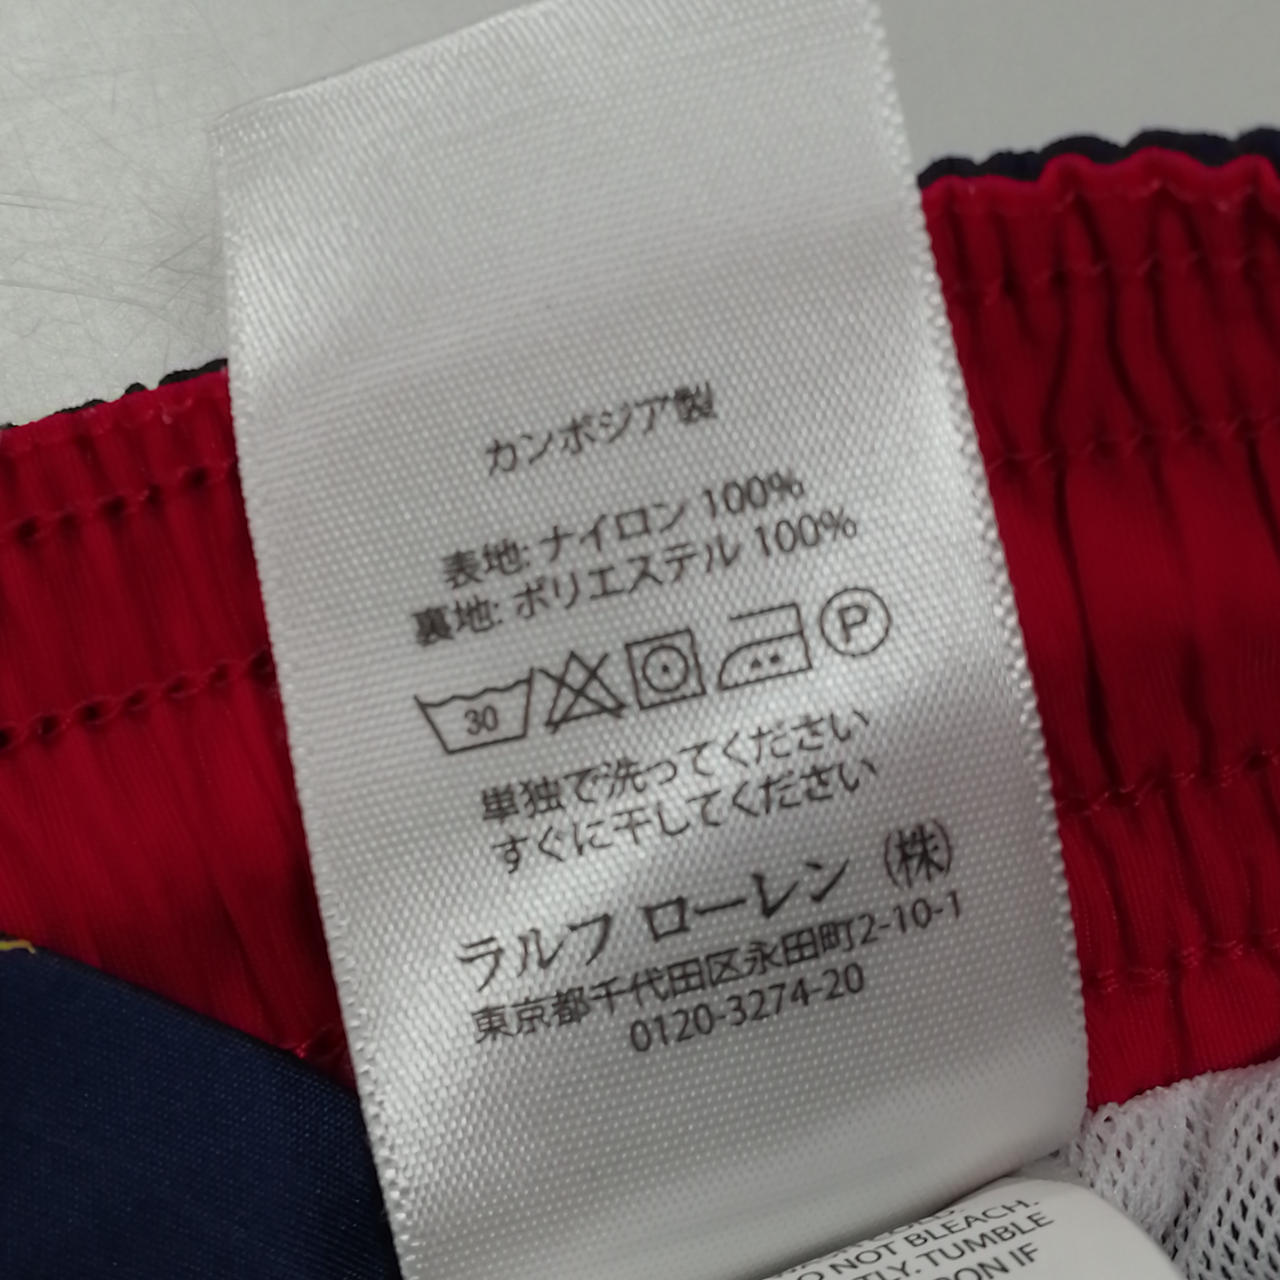 カンボジア製
表地: ナイロン 100%
裏地: ポリエステル 100%
30 P
単独で洗ってください
すぐに干してください
ラルフ ローレン (株)
東京都千代田区永田町2-10-1
0120-3274-20
NOT BLEACH.
TUMBLE
IF